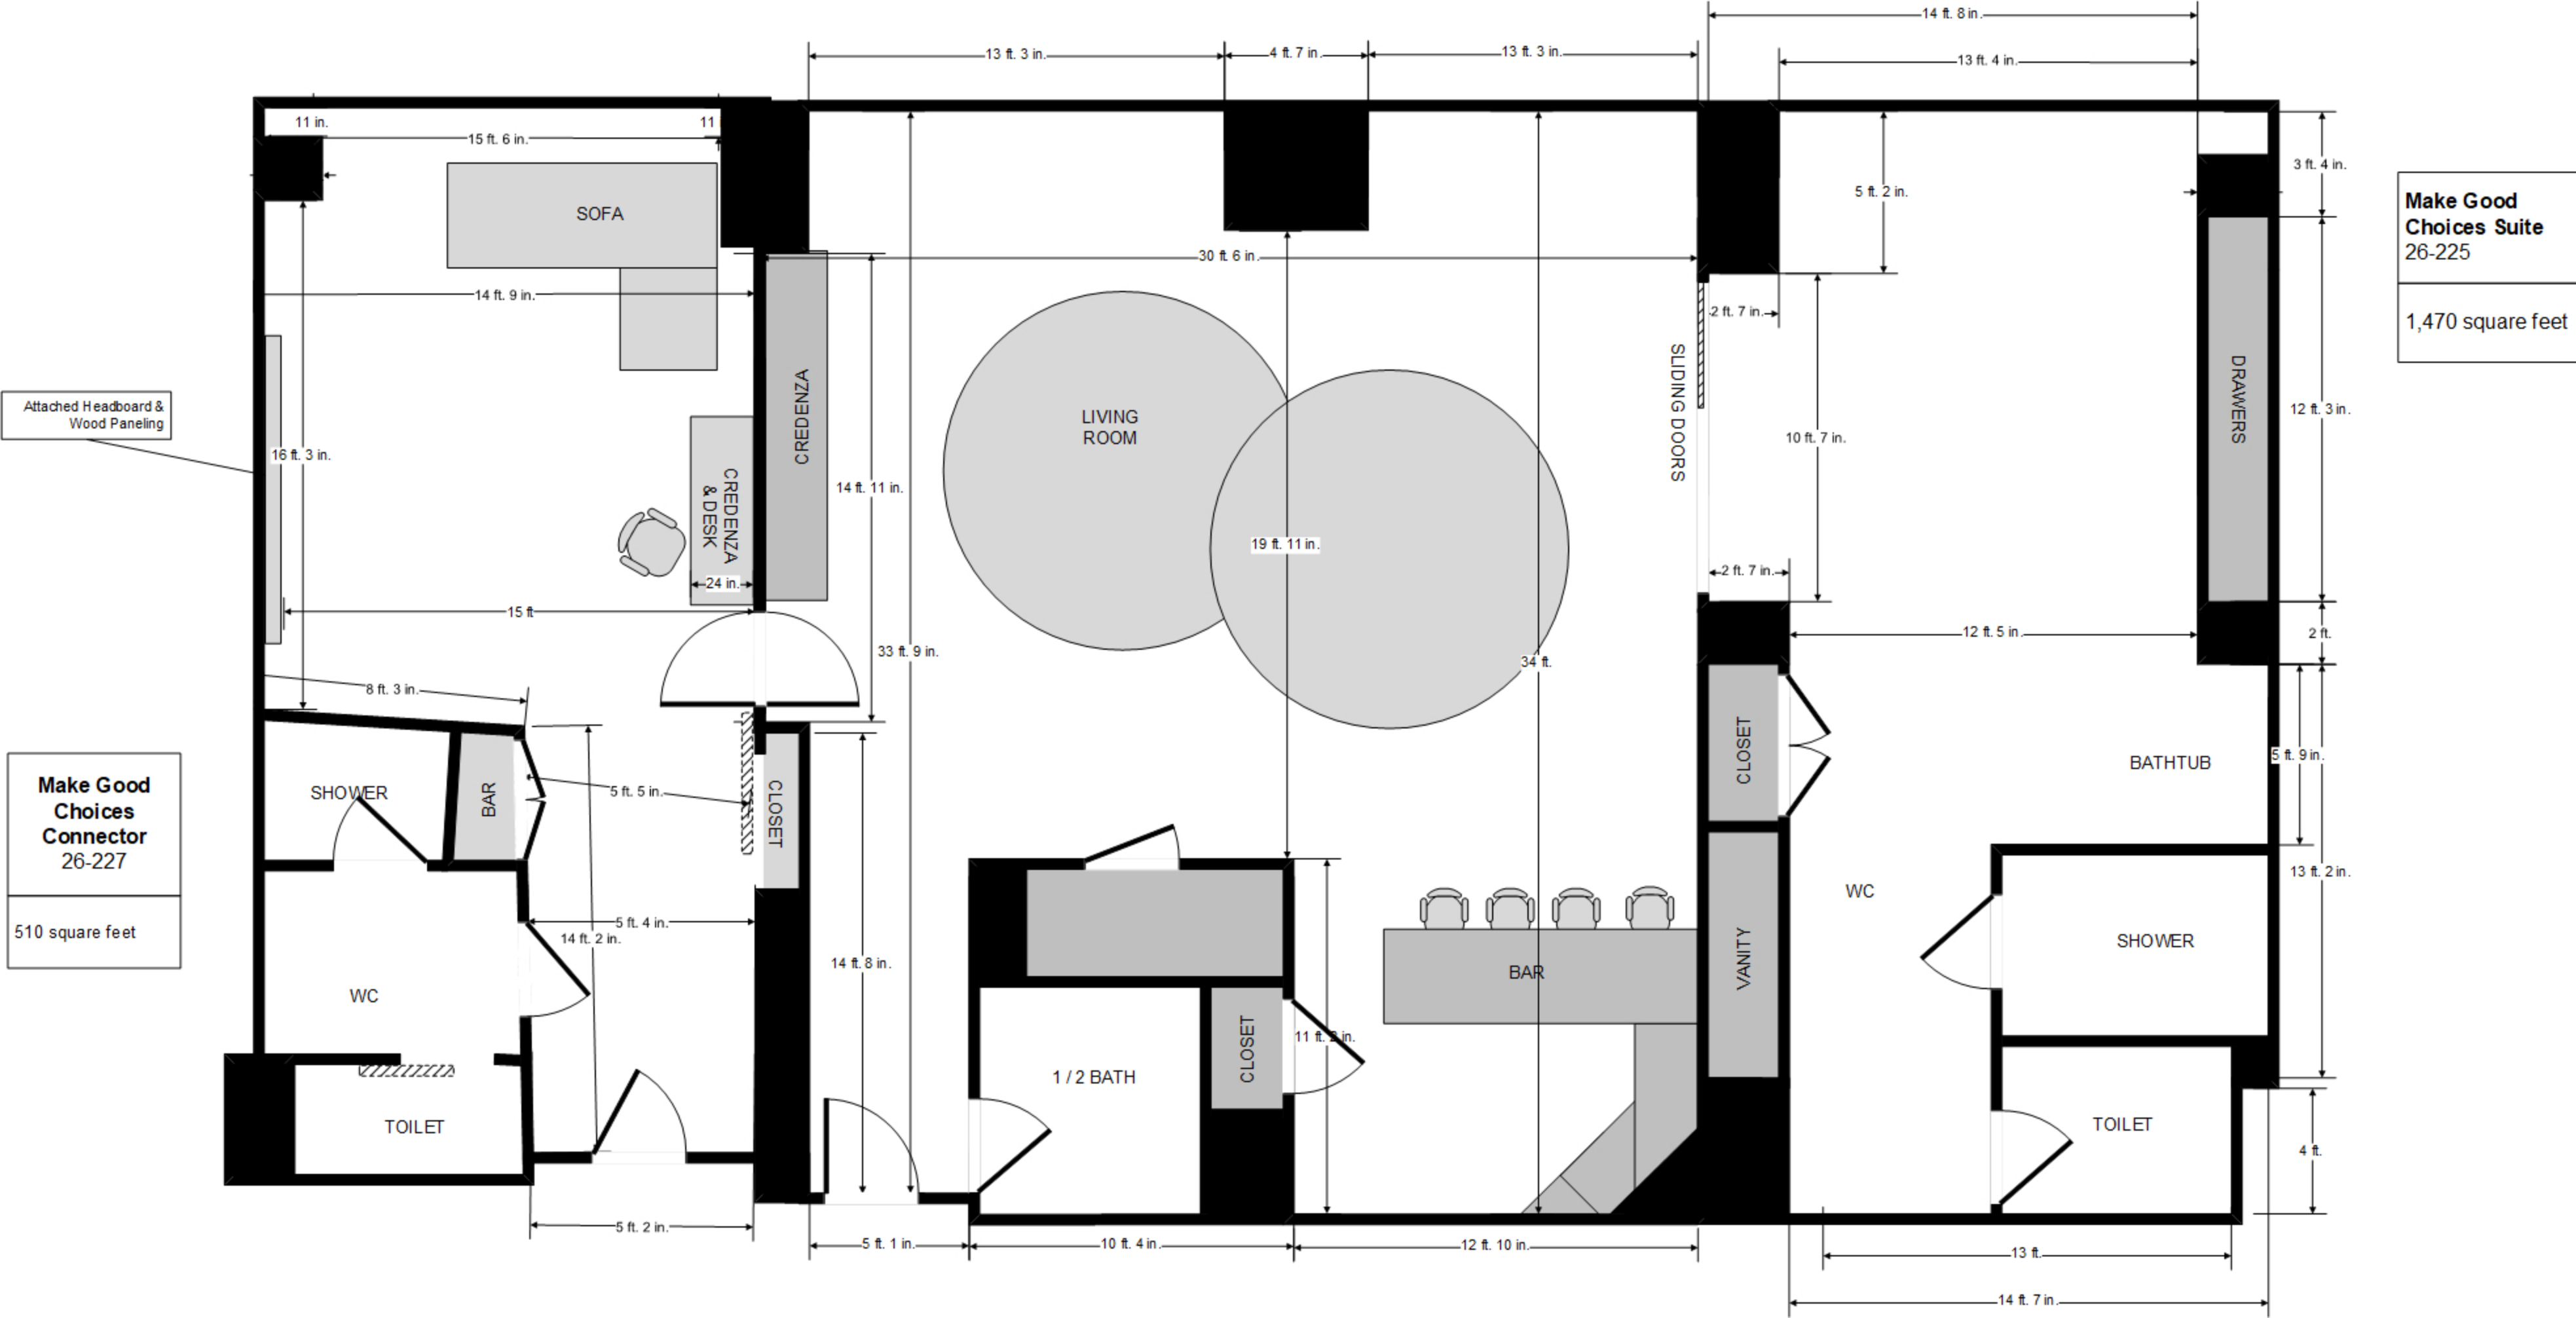 14 ft. 8 in.
13 ft. 3 in.
4 ft. 7 in.
13 ft. 3 in.
13 ft. 4 in.
11 in.
15 ft. 6 in.
11
3 ft. 4 in.
5 ft. 2 in.
SOFA
Make Good
Choices Suite
26-225
1,470 square feet
30 ft. 6 in.
14 ft. 9 in.
2 ft. 7 in.
Attached Headboard &
Wood Paneling
CREDENZA
LIVING
ROOM
SLIDING DOORS
DRAWERS
12 ft. 3 in.
10 ft. 7 in.
16 ft. 3 in.
14 ft. 11 in.
CREDENZA
& DESK
19 ft. 11 in.
24 in.
2 ft. 7 in.
15 ft
12 ft. 5 in.
2 ft.
33 ft. 9 in.
34 ft.
8 ft. 3 in.
CLOSET
BATHTUB
5 ft. 9 in.
Make Good
Choices
Connector
26-227
510 square feet
SHOWER
BAR
5 ft. 5 in.
CLOSET
13 ft. 2 in.
WC
5 ft. 4 in.
14 ft. 2 in.
14 ft. 8 in.
BAR
VANITY
SHOWER
WC
CLOSET
11 ft. in.
1 / 2 BATH
TOILET
TOILET
4 ft.
5 ft. 2 in.
5 ft. 1 in.
10 ft. 4 in.
12 ft. 10 in.
13 ft.
14 ft. 7 in.